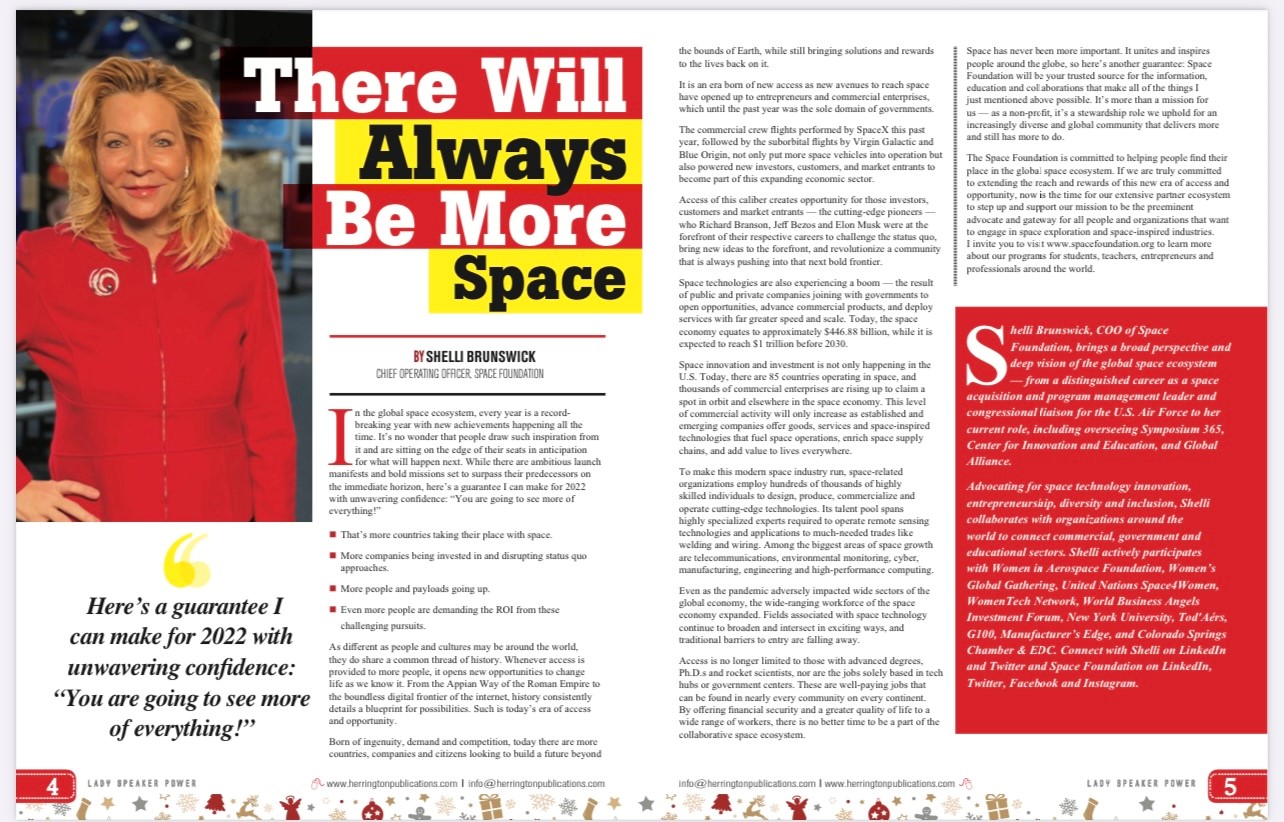 There Will
Always
Be More
Space
BY SHELLI BRUNSWICK
CHIEF OPERATING OFFICER, SPACE FOUNDATION
In the global space ecosystem, every year is a record-
breaking year with new achievements happening all the
time. It's no wonder that people draw such inspiration from
it and are sitting on the edge of their seats in anticipation
for what will happen next. While there are ambitious launch
manifests and bold missions set to surpass their predecessors on
the immediate horizon, here's a guarantee I can make for 2022
with unwavering confidence: "You are going to see more of
everything!"
That's more countries taking their place with space.
More companies being invested in and disrupting status quo
approaches.
More people and payloads going up.
Even more people are demanding the ROI from these
challenging pursuits.
As different as people and cultures may be around the world,
they do share a common thread of history. Whenever access is
provided to more people, it opens new opportunities to change
life as we know it. From the Appian Way of the Roman Empire to
the boundless digital frontier of the internet, history consistently
details a blueprint for possibilities. Such is today's era of access
and opportunity.
Born of ingenuity, demand and competition, today there are more
countries, companies and citizens looking to build a future beyond
“
Here's a guarantee I
can make for 2022 with
unwavering confidence:
“You are going to see more
of everything!”
4
LADY SPEAKER POWER
www.herringtonpublications.com I info@herringtonpublications.com
the bounds of Earth, while still bringing solutions and rewards
to the lives back on it.
It is an era born of new access as new avenues to reach space
have opened up to entrepreneurs and commercial enterprises,
which until the past year was the sole domain of governments.
The commercial crew flights performed by SpaceX this past
year, followed by the suborbital flights by Virgin Galactic and
Blue Origin, not only put more space vehicles into operation but
also powered new investors, customers, and market entrants to
become part of this expanding economic sector.
Access of this caliber creates opportunity for those investors,
customers and market entrants — the cutting-edge pioneers —
who Richard Branson, Jeff Bezos and Elon Musk were at the
forefront of their respective careers to challenge the status quo,
bring new ideas to the forefront, and revolutionize a community
that is always pushing into that next bold frontier.
Space technologies are also experiencing a boom — the result
of public and private companies joining with governments to
open opportunities, advance commercial products, and deploy
services with far greater speed and scale. Today, the space
economy equates to approximately $446.88 billion, while it is
expected to reach $1 trillion before 2030.
Space innovation and investment is not only happening in the
U.S. Today, there are 85 countries operating in space, and
thousands of commercial enterprises are rising up to claim a
spot in orbit and elsewhere in the space economy. This level
of commercial activity will only increase as established and
emerging companies offer goods, services and space-inspired
technologies that fuel space operations, enrich space supply
chains, and add value to lives everywhere.
To make this modern space industry run, space-related
organizations employ hundreds of thousands of highly
skilled individuals to design, produce, commercialize and
operate cutting-edge technologies. Its talent pool spans
highly specialized experts required to operate remote sensing
technologies and applications to much-needed trades like
welding and wiring. Among the biggest areas of space growth
are telecommunications, environmental monitoring, cyber,
manufacturing, engineering and high-performance computing.
Even as the pandemic adversely impacted wide sectors of the
global economy, the wide-ranging workforce of the space
economy expanded. Fields associated with space technology
continue to broaden and intersect in exciting ways, and
traditional barriers to entry are falling away.
Access is no longer limited to those with advanced degrees,
Ph.D.s and rocket scientists, nor are the jobs solely based in tech
hubs or government centers. These are well-paying jobs that
can be found in nearly every community on every continent.
By offering financial security and a greater quality of life to a
wide range of workers, there is no better time to be a part of the
collaborative space ecosystem.
Space has never been more important. It unites and inspires
people around the globe, so here's another guarantee: Space
Foundation will be your trusted source for the information,
education and collaborations that make all of the things I
just mentioned above possible. It's more than a mission for
us — as a non-profit, it's a stewardship role we uphold for an
increasingly diverse and global community that delivers more
and still has more to do.
The Space Foundation is committed to helping people find their
place in the global space ecosystem. If we are truly committed
to extending the reach and rewards of this new era of access and
opportunity, now is the time for our extensive partner ecosystem
to step up and support our mission to be the preeminent
advocate and gateway for all people and organizations that want
to engage in space exploration and space-inspired industries.
I invite you to visit www.spacefoundation.org to learn more
about our programs for students, teachers, entrepreneurs and
professionals around the world.
Shelli Brunswick, COO of Space
Foundation, brings a broad perspective and
deep vision of the global space ecosystem
— from a distinguished career as a space
acquisition and program management leader and
congressional liaison for the U.S. Air Force to her
current role, including overseeing Symposium 365,
Center for Innovation and Education, and Global
Alliance.
Advocating for space technology innovation,
entrepreneurship, diversity and inclusion, Shelli
collaborates with organizations around the
world to connect commercial, government and
educational sectors. Shelli actively participates
with Women in Aerospace Foundation, Women's
Global Gathering, United Nations Space4Women,
WomenTech Network, World Business Angels
Investment Forum, New York University, Tod'Aérs,
G100, Manufacturer's Edge, and Colorado Springs
Chamber & EDC. Connect with Shelli on LinkedIn
and Twitter and Space Foundation on LinkedIn,
Twitter, Facebook and Instagram.
info@herringtonpublications.com I www.herringtonpublications.com
LADY SPEAKER POWER
5